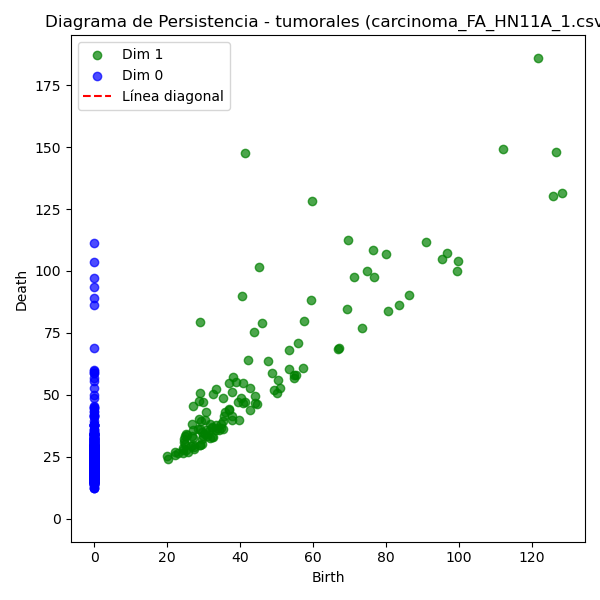 Diagrama de Persistencia - tumorales (carcinoma_FA_HN11A_1.csv
Dim 1
Dim 0
Línea diagonal
Death
175
150
125
100
75
50
25
0
0 20 40 60 80 100 120
Birth